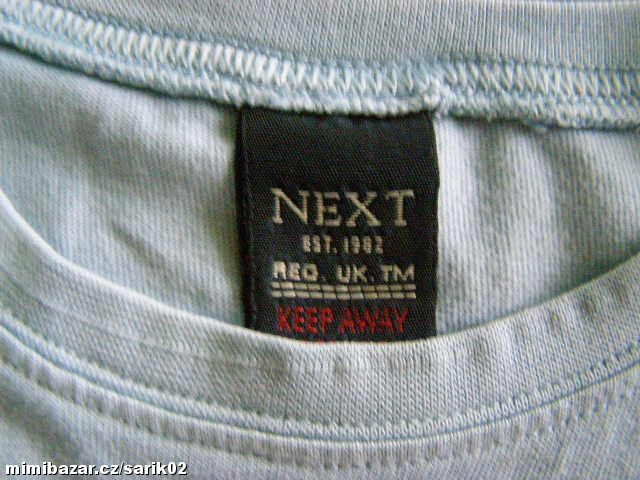 NEXT
EST. 1982
REG. UK. TM
KEEP AWAY
mimibazar.cz/sarik02